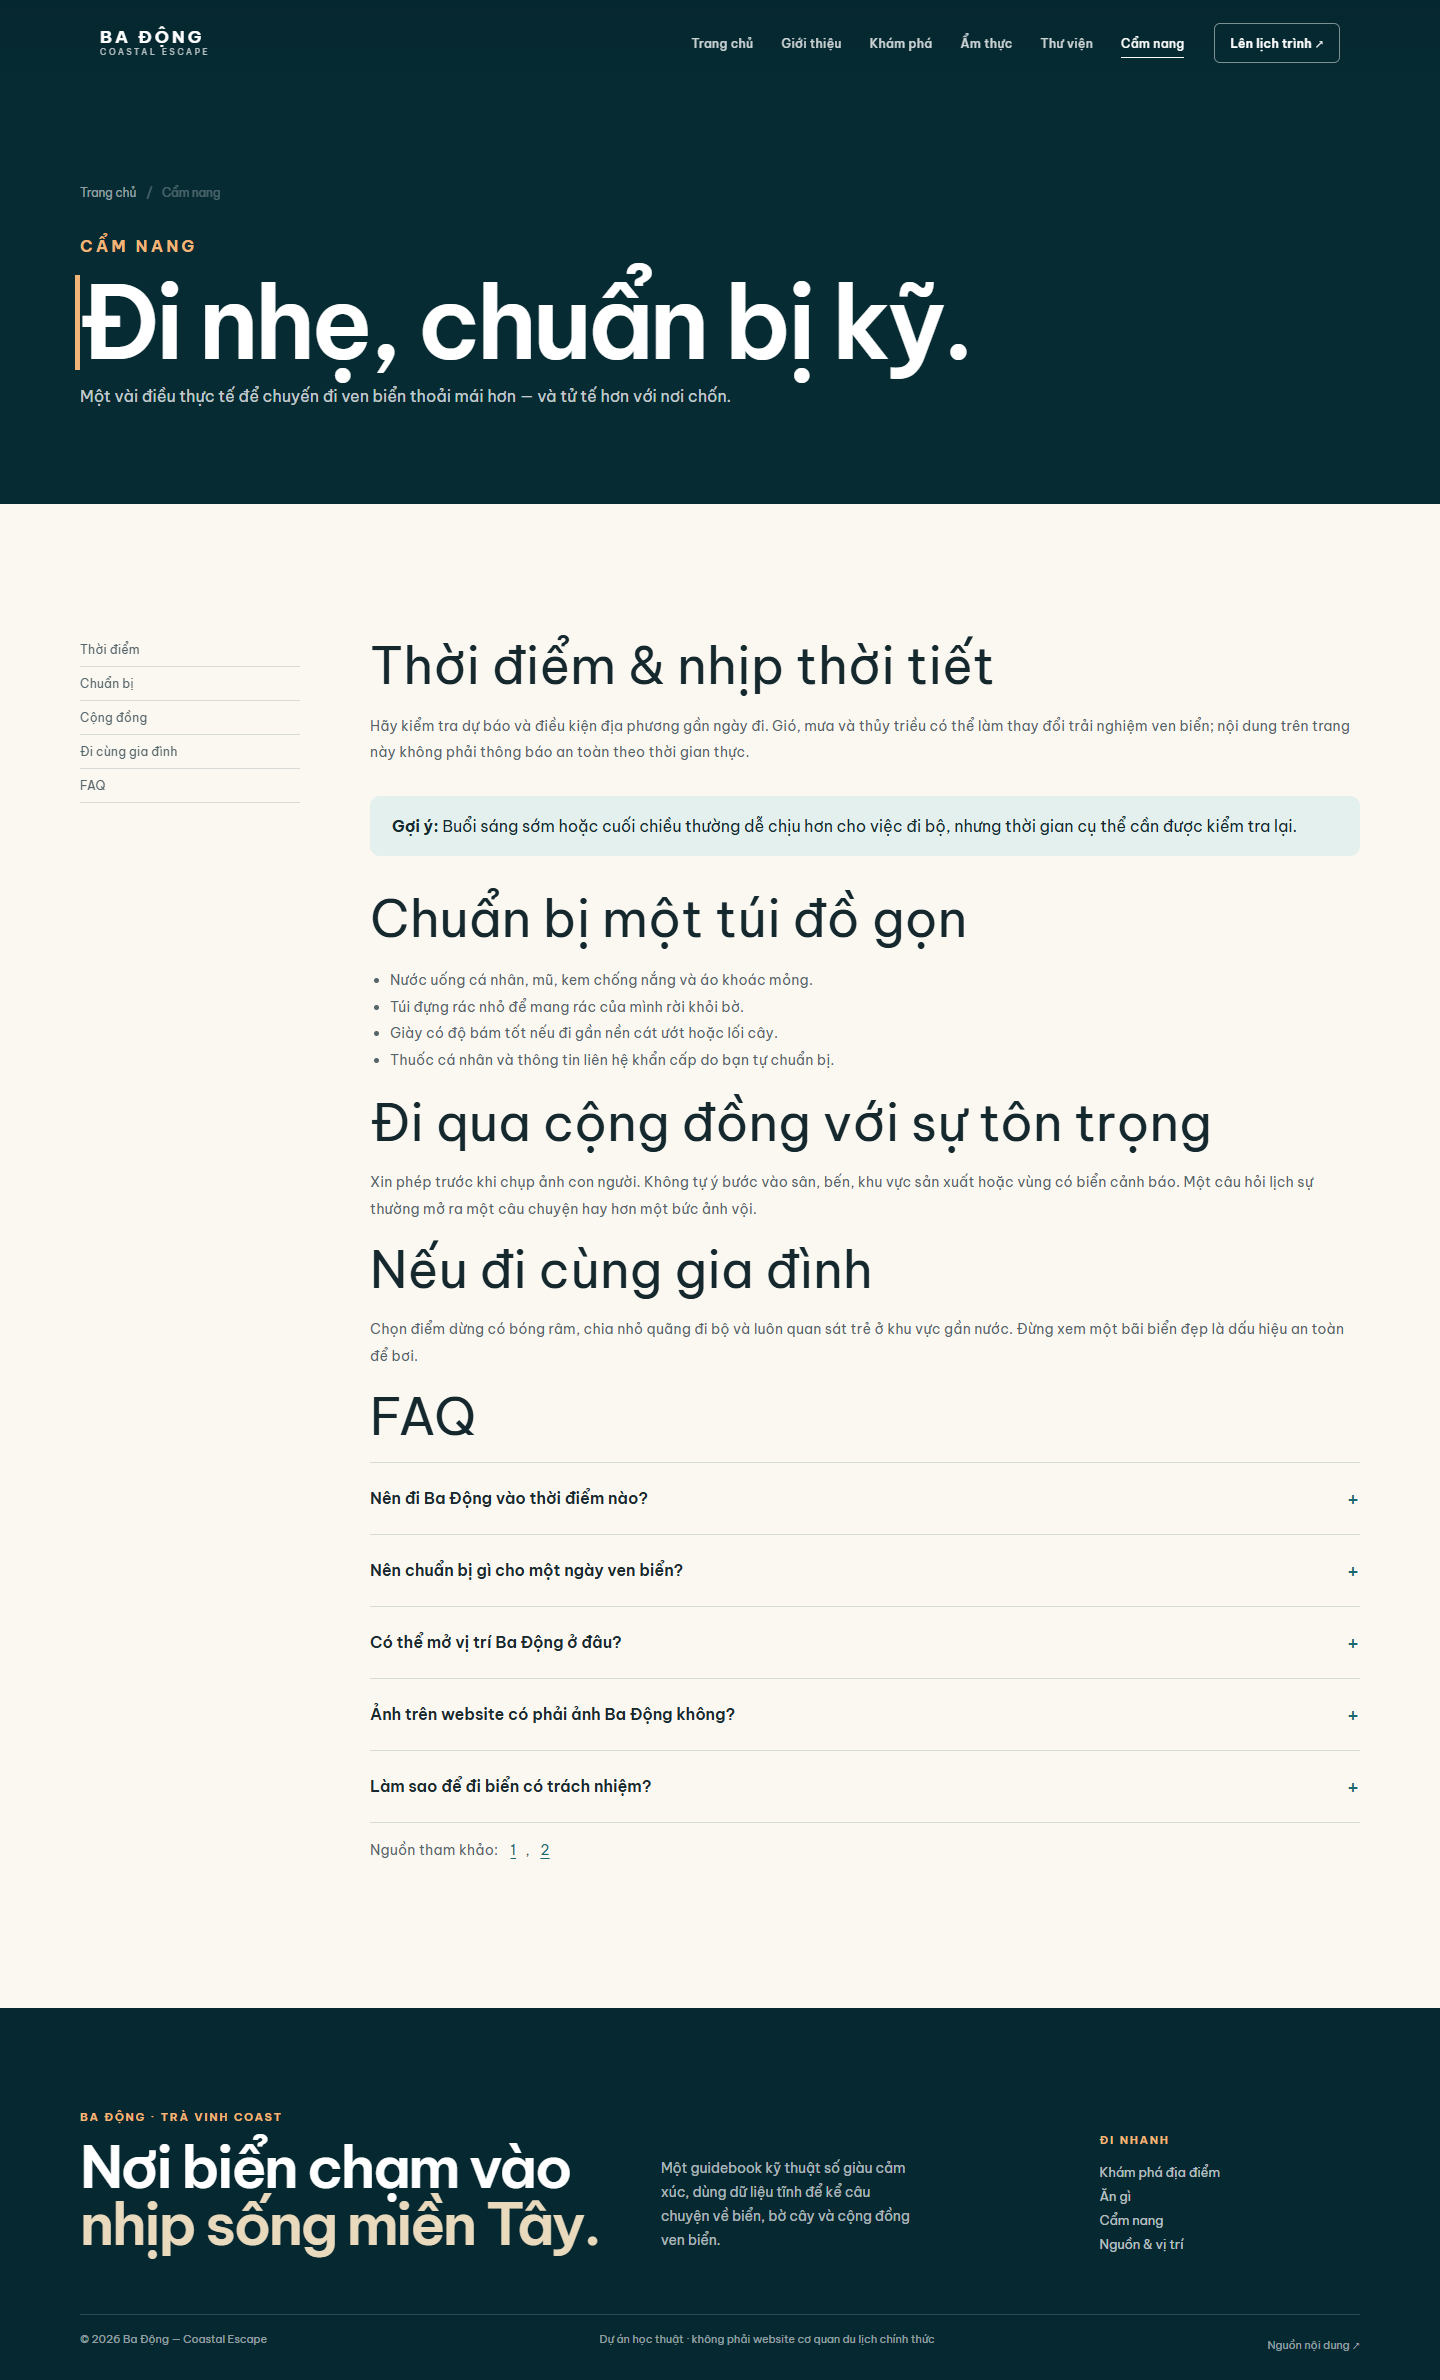 BA ĐỘNG
COASTAL ESCAPE
Trang chủ
Giới thiệu
Khám phá
Ẩm thực
Thư viện
Cẩm nang
Lên lịch trình ↗
Trang chủ / Cẩm nang
CẨM NANG
Đi nhẹ, chuẩn bị kỹ.
Một vài điều thực tế để chuyến đi ven biển thoải mái hơn — và tử tế hơn với nơi chốn.
Thời điểm
Chuẩn bị
Cộng đồng
Đi cùng gia đình
FAQ
Thời điểm & nhịp thời tiết
Hãy kiểm tra dự báo và điều kiện địa phương gần ngày đi. Gió, mưa và thủy triều có thể làm thay đổi trải nghiệm ven biển; nội dung trên trang
này không phải thông báo an toàn theo thời gian thực.
Gợi ý: Buổi sáng sớm hoặc cuối chiều thường dễ chịu hơn cho việc đi bộ, nhưng thời gian cụ thể cần được kiểm tra lại.
Chuẩn bị một túi đồ gọn
• Nước uống cá nhân, mũ, kem chống nắng và áo khoác mỏng.
• Túi đựng rác nhỏ để mang rác của mình rời khỏi bờ.
• Giày có độ bám tốt nếu đi gần nền cát ướt hoặc lối cây.
• Thuốc cá nhân và thông tin liên hệ khẩn cấp do bạn tự chuẩn bị.
Đi qua cộng đồng với sự tôn trọng
Xin phép trước khi chụp ảnh con người. Không tự ý bước vào sân, bến, khu vực sản xuất hoặc vùng có biển cảnh báo. Một câu hỏi lịch sự
thường mở ra một câu chuyện hay hơn một bức ảnh vội.
Nếu đi cùng gia đình
Chọn điểm dừng có bóng râm, chia nhỏ quãng đi bộ và luôn quan sát trẻ ở khu vực gần nước. Đừng xem một bãi biển đẹp là dấu hiệu an toàn
để bơi.
FAQ
Nên đi Ba Động vào thời điểm nào? +
Nên chuẩn bị gì cho một ngày ven biển? +
Có thể mở vị trí Ba Động ở đâu? +
Ảnh trên website có phải ảnh Ba Động không? +
Làm sao để đi biển có trách nhiệm? +
Nguồn tham khảo: 1 , 2
BA ĐỘNG · TRÀ VINH COAST
Nơi biển chạm vào
nhịp sống miền Tây.
Một guidebook kỹ thuật số giàu cảm
xúc, dùng dữ liệu tĩnh để kể câu
chuyện về biển, bờ cây và cộng đồng
ven biển.
ĐI NHANH
Khám phá địa điểm
Ăn gì
Cẩm nang
Nguồn & vị trí
© 2026 Ba Động — Coastal Escape
Dự án học thuật · không phải website cơ quan du lịch chính thức
Nguồn nội dung ↗